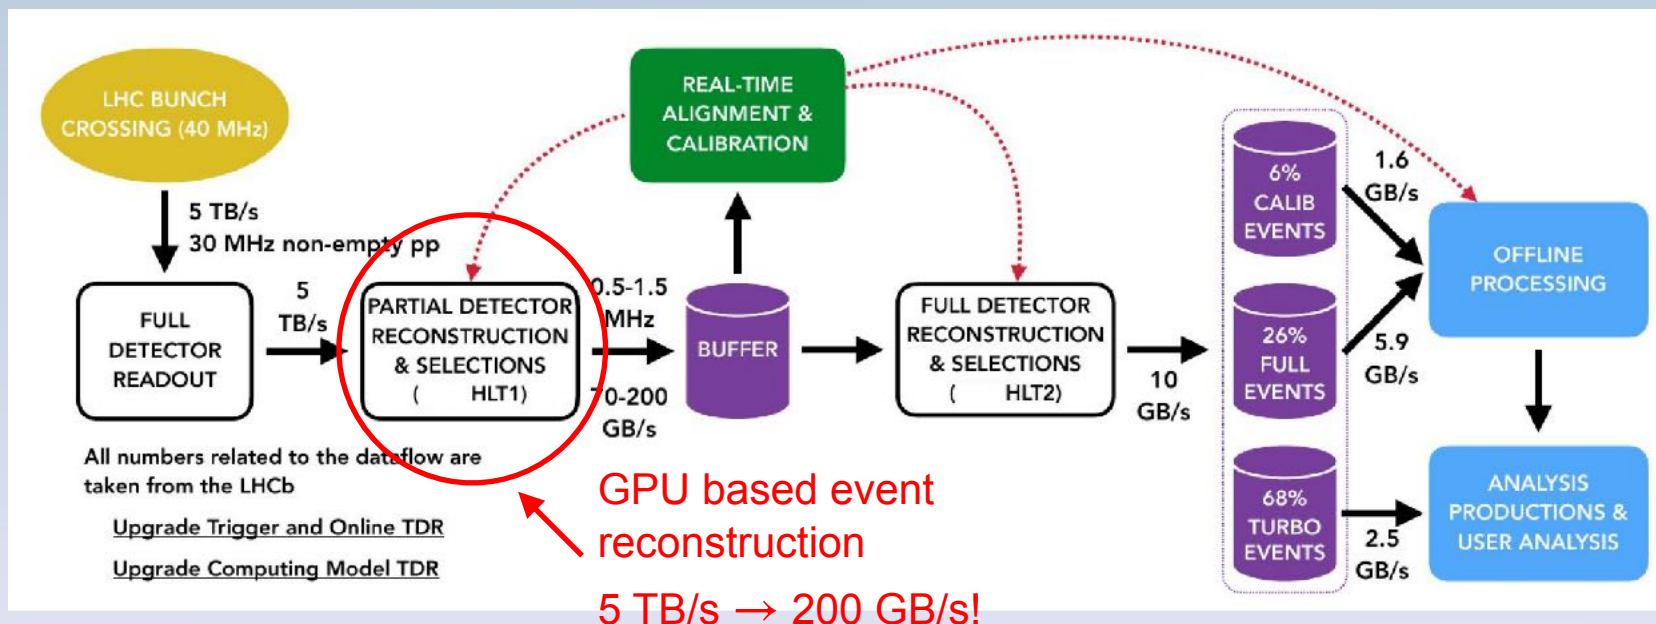 LHC BUNCH
CROSSING (40 MHz)
5 TB/s
30 MHz non-empty pp
FULL
DETECTOR
READOUT
5
TB/s
PARTIAL DETECTOR
RECONSTRUCTION
& SELECTIONS
( HLT1)
0.5-1.5
MHz
70-200
GB/s
REAL-TIME
ALIGNMENT &
CALIBRATION
BUFFER
FULL DETECTOR
RECONSTRUCTION
& SELECTIONS
( HLT2)
10
GB/s
6%
CALIB
EVENTS
26%
FULL
EVENTS
68%
TURBO
EVENTS
1.6
GB/s
5.9
GB/s
2.5
GB/s
OFFLINE
PROCESSING
ANALYSIS
PRODUCTIONS &
USER ANALYSIS
All numbers related to the dataflow are
taken from the LHCb
Upgrade Trigger and Online TDR
Upgrade Computing Model TDR
GPU based event
reconstruction
5 TB/s → 200 GB/s!